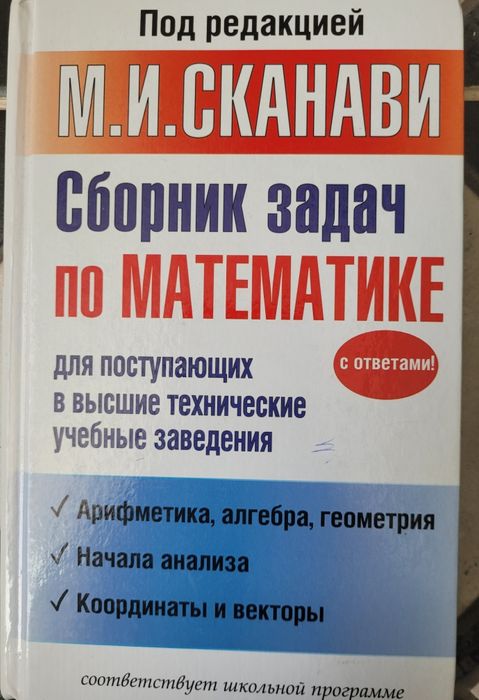 Под редакцией
М.И.СКАНАВИ
Сборник задач
по МАТЕМАТИКЕ
с ответами!
для поступающих
в высшие технические
учебные заведения
✓ Арифметика, алгебра, геометрия
✓ Начала анализа
✓ Координаты и векторы
соответствует школьной программе